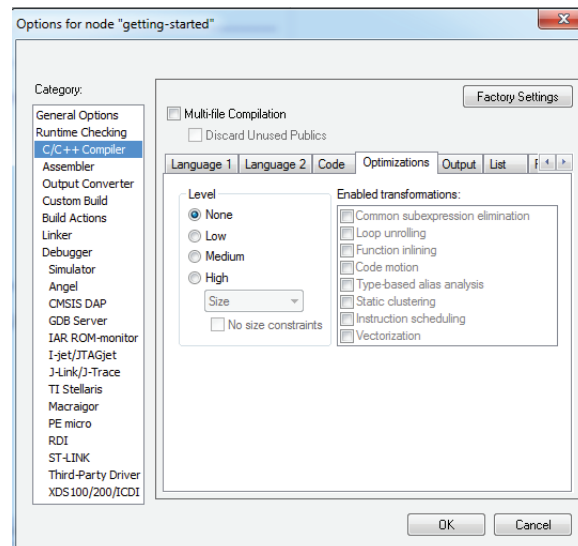 Options for node "getting-started"
Category:
Factory Settings
General Options
Runtime Checking
C/C++ Compiler
Assembler
Output Converter
Custom Build
Build Actions
Linker
Debugger
Simulator
Angel
CMSIS DAP
GDB Server
IAR ROM-monitor
I-jet/JTAGjet
J-Link/J-Trace
TI Stellaris
Macraigor
PE micro
RDI
ST-LINK
Third-Party Driver
XDS100/200/ICDI
Multi-file Compilation
Discard Unused Publics
Language 1 Language 2 Code Optimizations Output List
Level
None
Low
Medium
High
Size
No size constraints
Enabled transformations:
Common subexpression elimination
Loop unrolling
Function inlining
Code motion
Type-based alias analysis
Static clustering
Instruction scheduling
Vectorization
OK Cancel